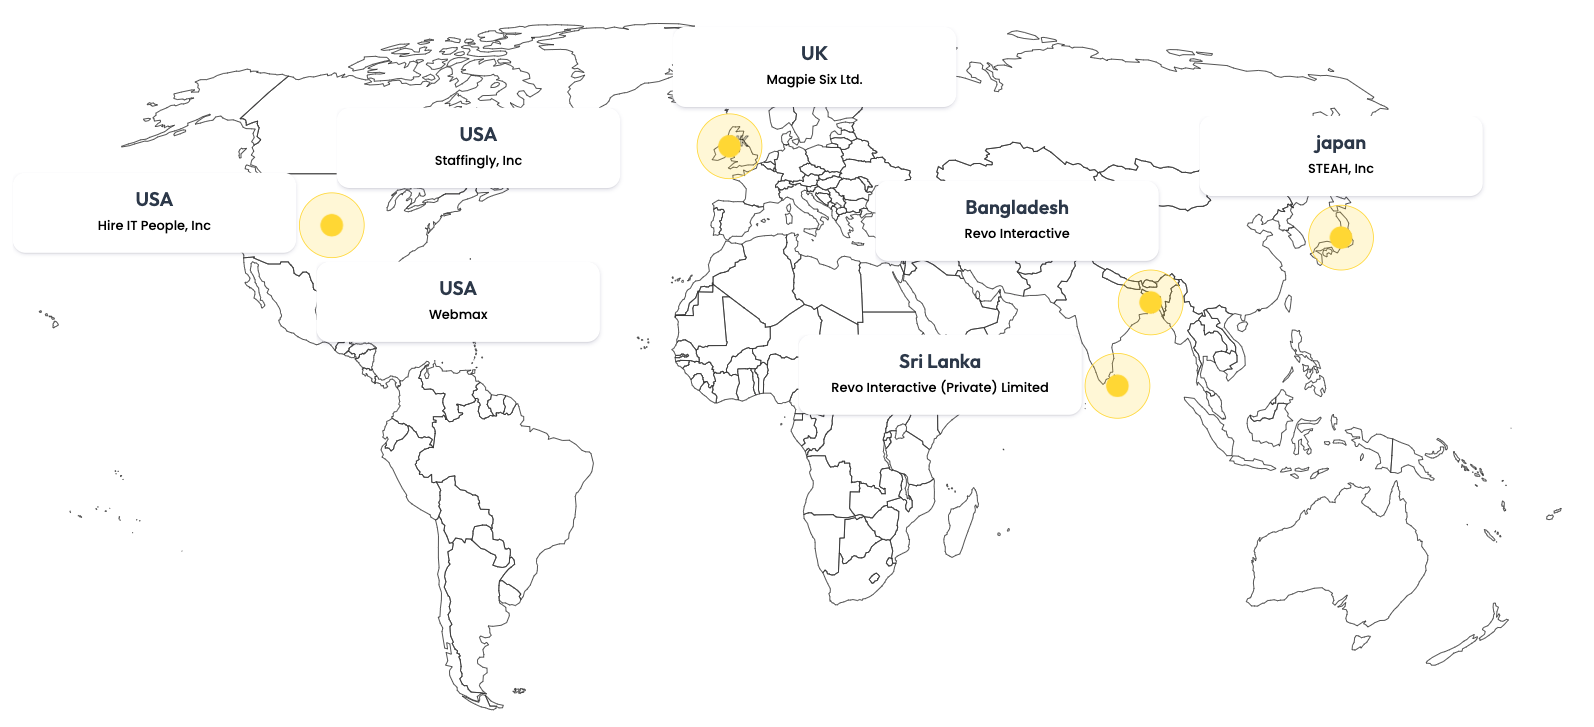 UK
Magpie Six Ltd.
USA
Staffingly, Inc
japan
STEAH, Inc
USA
Hire IT People, Inc
Bangladesh
Revo Interactive
USA
Webmax
Sri Lanka
Revo Interactive (Private) Limited